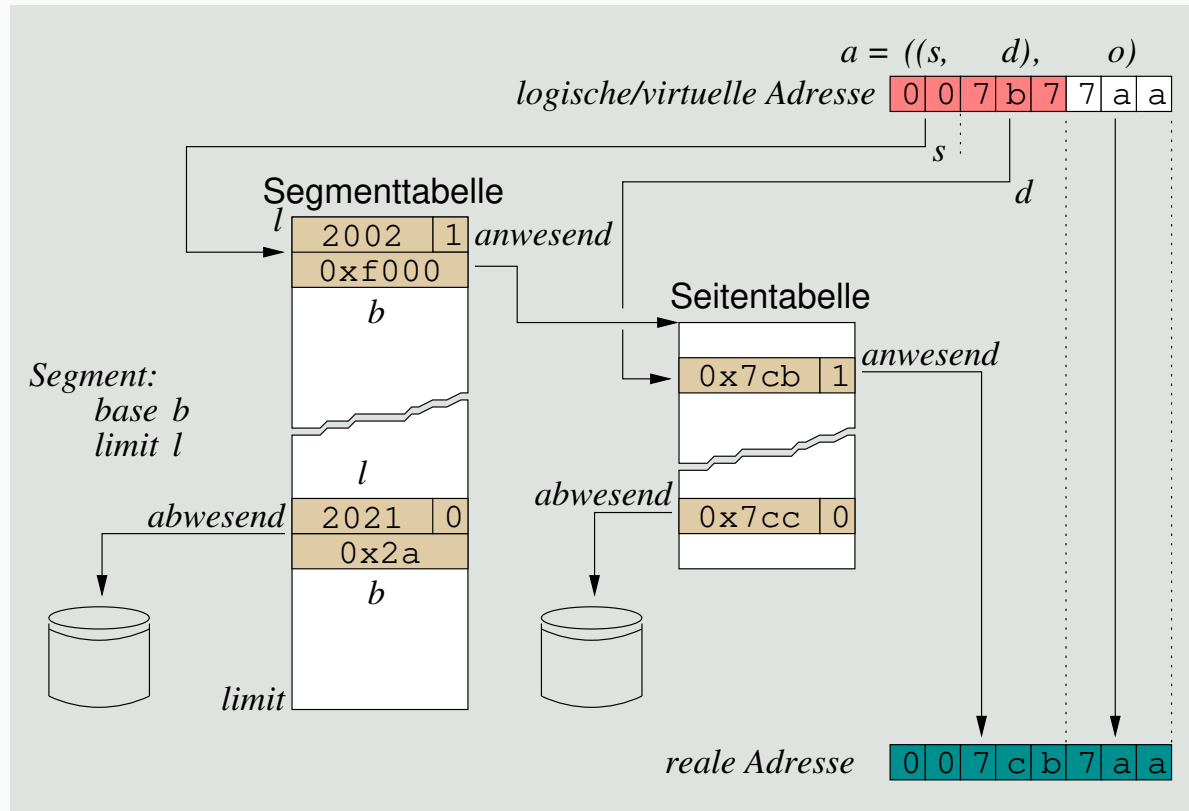 a = ((s, d), o)
logische/virtuelle Adresse 0 0 7 b 7 7 a a
s
d
Segmenttabelle
l
2002 1 anwesend
0xf000
b
Seitentabelle
0x7cb 1 anwesend
Segment:
base b
limit l
l
abwesend 2021 0
0x2a
b
abwesend 0x7cc 0
limit
reale Adresse 0 0 7 c b 7 a a